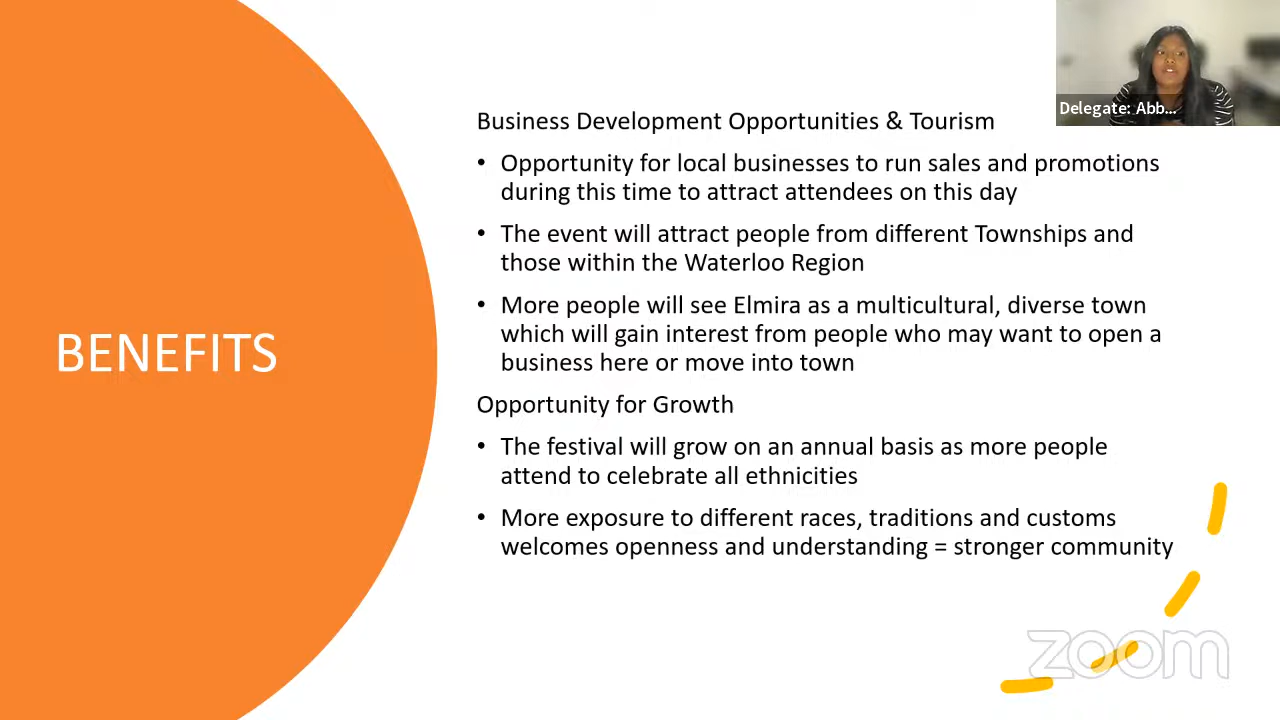 Delegate: Abb...
Business Development Opportunities & Tourism
• Opportunity for local businesses to run sales and promotions
during this time to attract attendees on this day
• The event will attract people from different Townships and
those within the Waterloo Region
• More people will see Elmira as a multicultural, diverse town
which will gain interest from people who may want to open a
business here or move into town
BENEFITS
Opportunity for Growth
• The festival will grow on an annual basis as more people
attend to celebrate all ethnicities
• More exposure to different races, traditions and customs
welcomes openness and understanding = stronger community
zoom